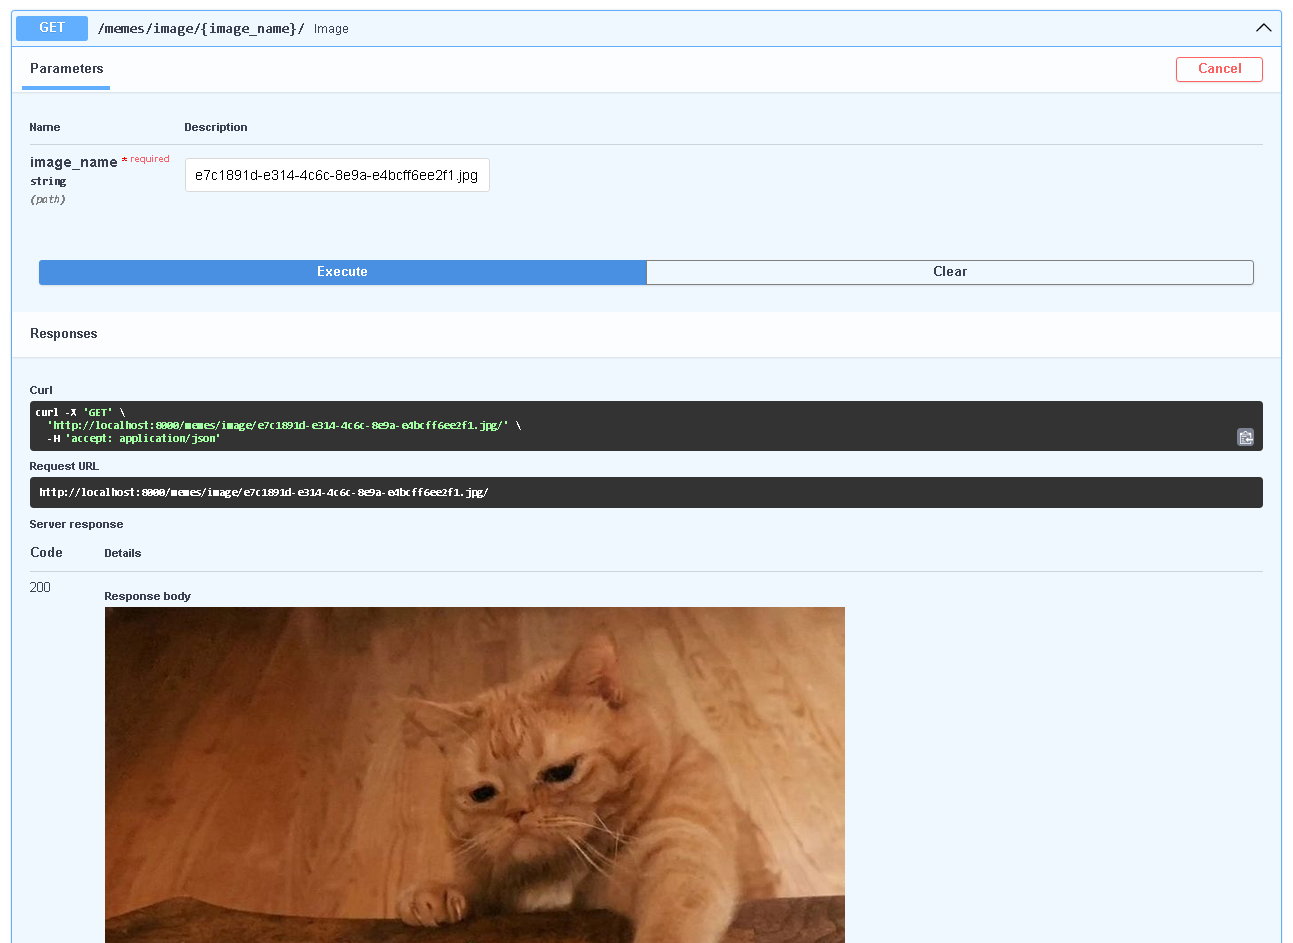 GET /memes/image/{image_name}/ Image
Parameters
Cancel
Name Description
image_name * required
string
(path)
e7c1891d-e314-4c6c-8e9a-e4bcff6ee2f1.jpg
Execute Clear
Responses
Curl
curl -X 'GET' \
'http://localhost:8000/memes/image/e7c1891d-e314-4c6c-8e9a-e4bcff6ee2f1.jpg/' \
-H 'accept: application/json'
Request URL
http://localhost:8000/memes/image/e7c1891d-e314-4c6c-8e9a-e4bcff6ee2f1.jpg/
Server response
Code Details
200
Response body